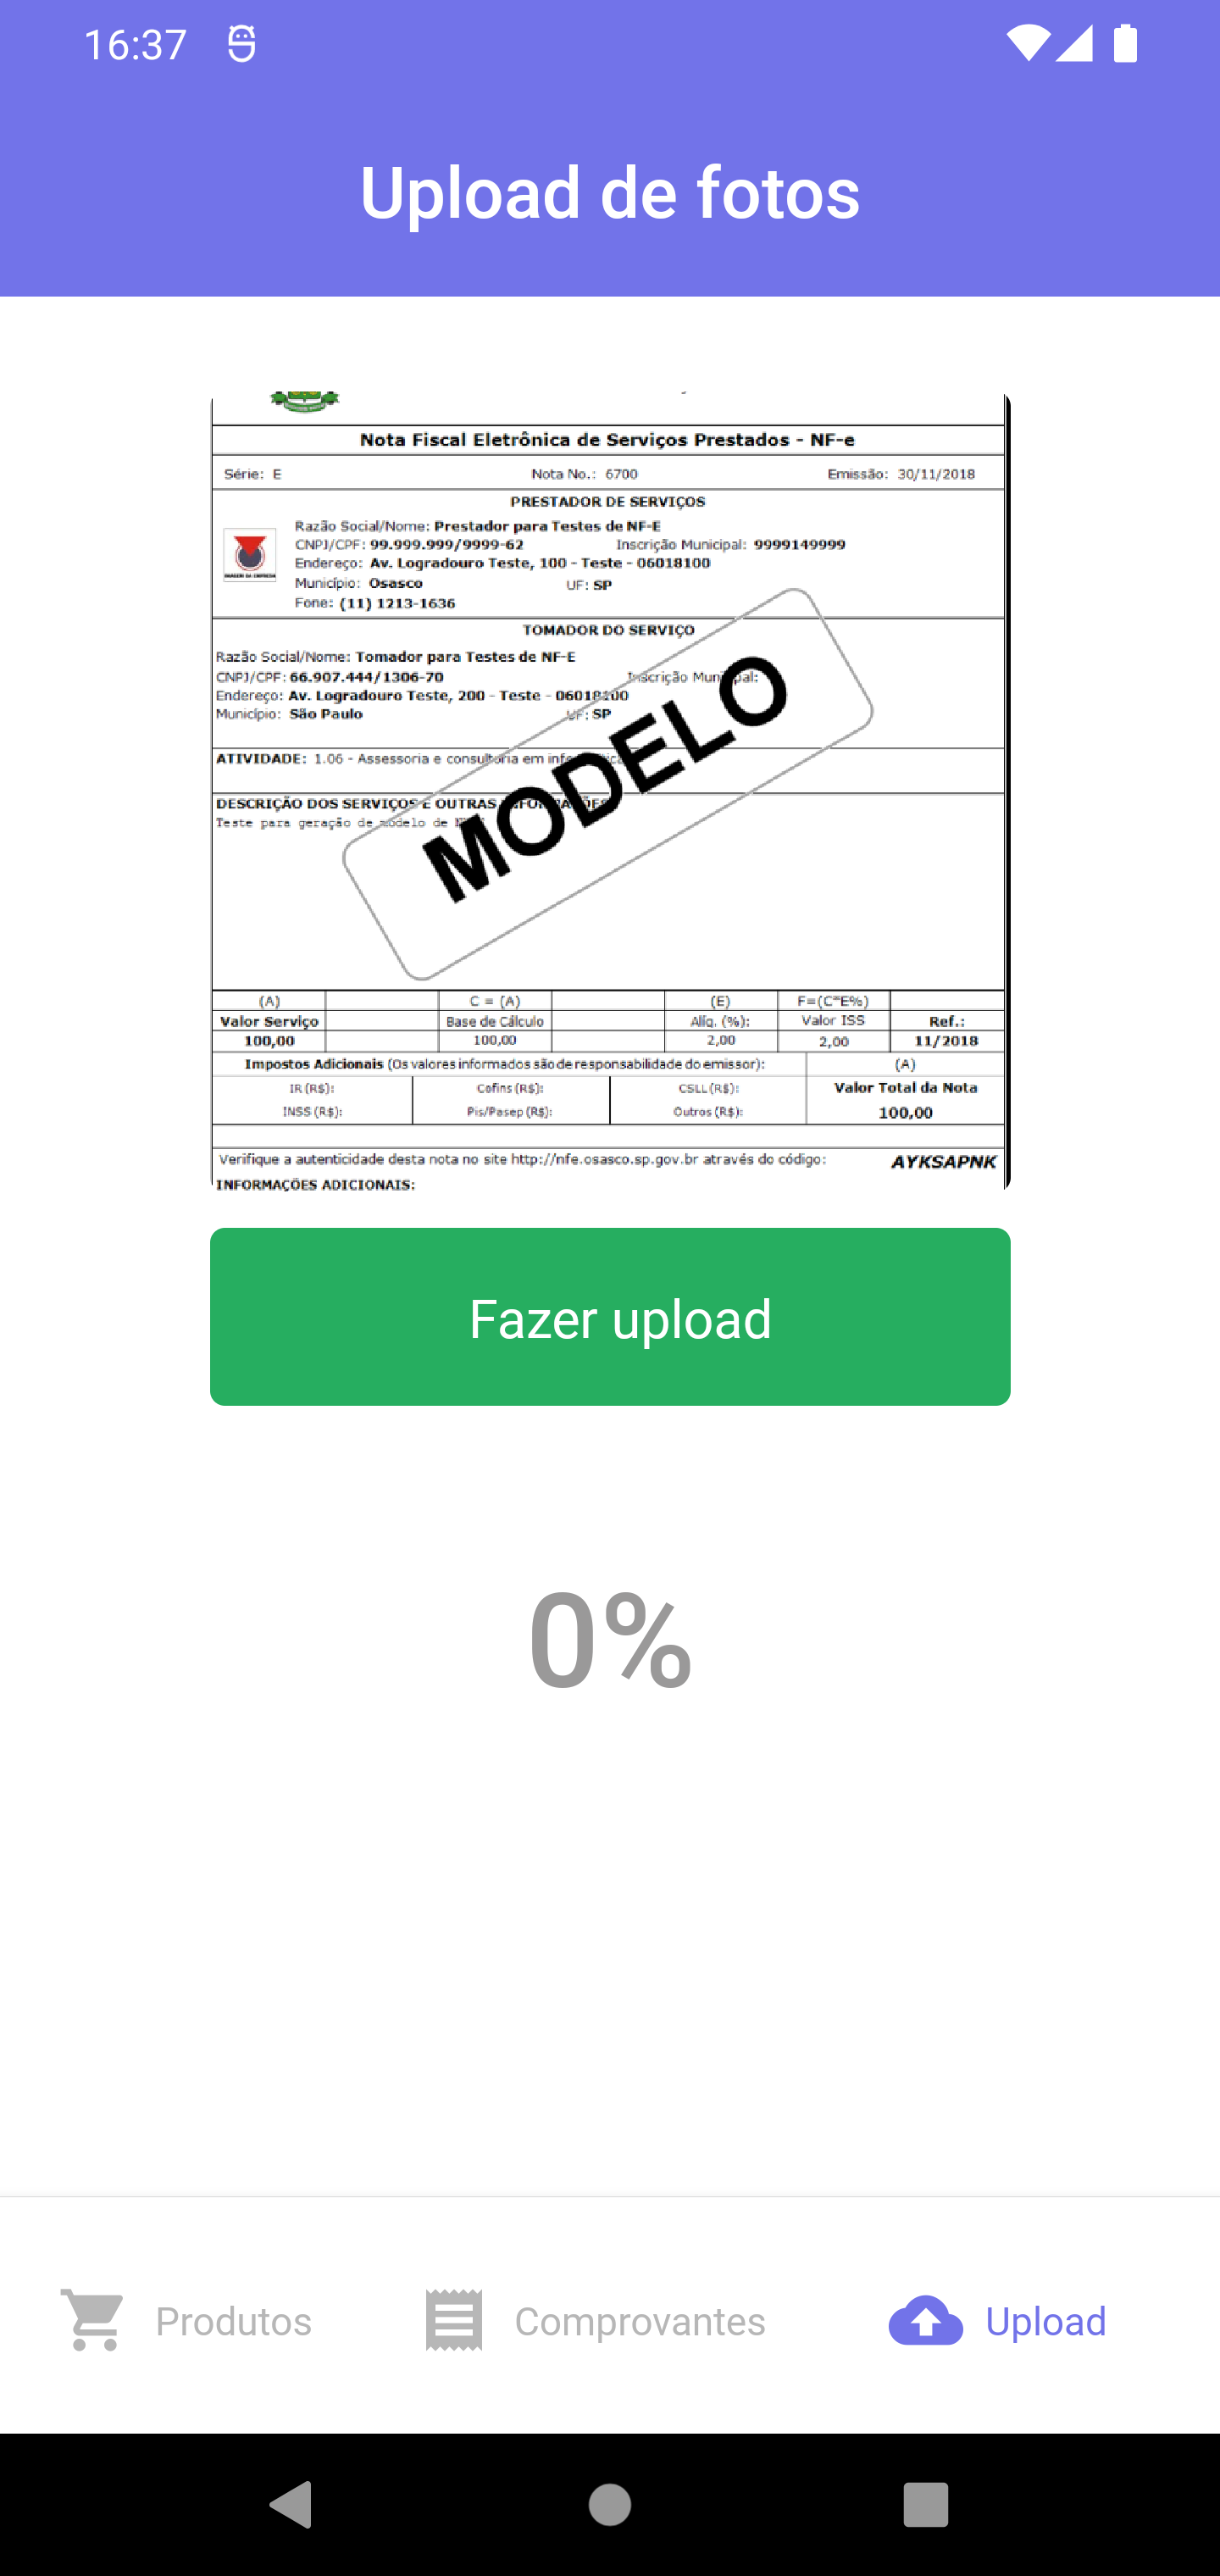 16:37
Upload de fotos
Nota Fiscal Eletrônica de Serviços Prestados - NF-e
Série: E Nota No.: 6700 Emissão: 30/11/2018
PRESTADOR DE SERVIÇOS
Razão Social/Nome: Prestador para Testes de NF-E
CNPJ/CPF: 99.999.999/9999-62 Inscrição Municipal: 9999149999
Endereço: Av. Logradouro Teste, 100 - Teste - 06018100
Município: Osasco UF: SP
Fone: (11) 1213-1636
TOMADOR DO SERVIÇO
Razão Social/Nome: Tomador para Testes de NF-E
CNPJ/CPF: 66.907.444/1306-70 Inscrição Municipal:
Endereço: Av. Logradouro Teste, 200 - Teste - 06018100
Município: São Paulo UF: SP
ATIVIDADE: 1.06 - Assessoria e consultoria em informática
DESCRIÇÃO DOS SERVIÇOS E OUTRAS INFORMAÇÕES
Teste para geração de modelo de
MODELO
(A) C = (A) (E) F=(C*E%)
Valor Serviço Base de Cálculo Alíq. (%): Valor ISS Ref.:
100,00 100,00 2,00 2,00 11/2018
Impostos Adicionais (Os valores informados são de responsabilidade do emissor): (A)
IR (R$): Cofins (R$): CSLL (R$): Valor Total da Nota
INSS (R$): Pis/Pasep (R$): Outros (R$): 100,00
Verifique a autenticidade desta nota no site http://nfe.osasco.sp.gov.br através do código: AYKSAPNK
INFORMAÇÕES ADICIONAIS:
Fazer upload
0%
Produtos Comprovantes Upload